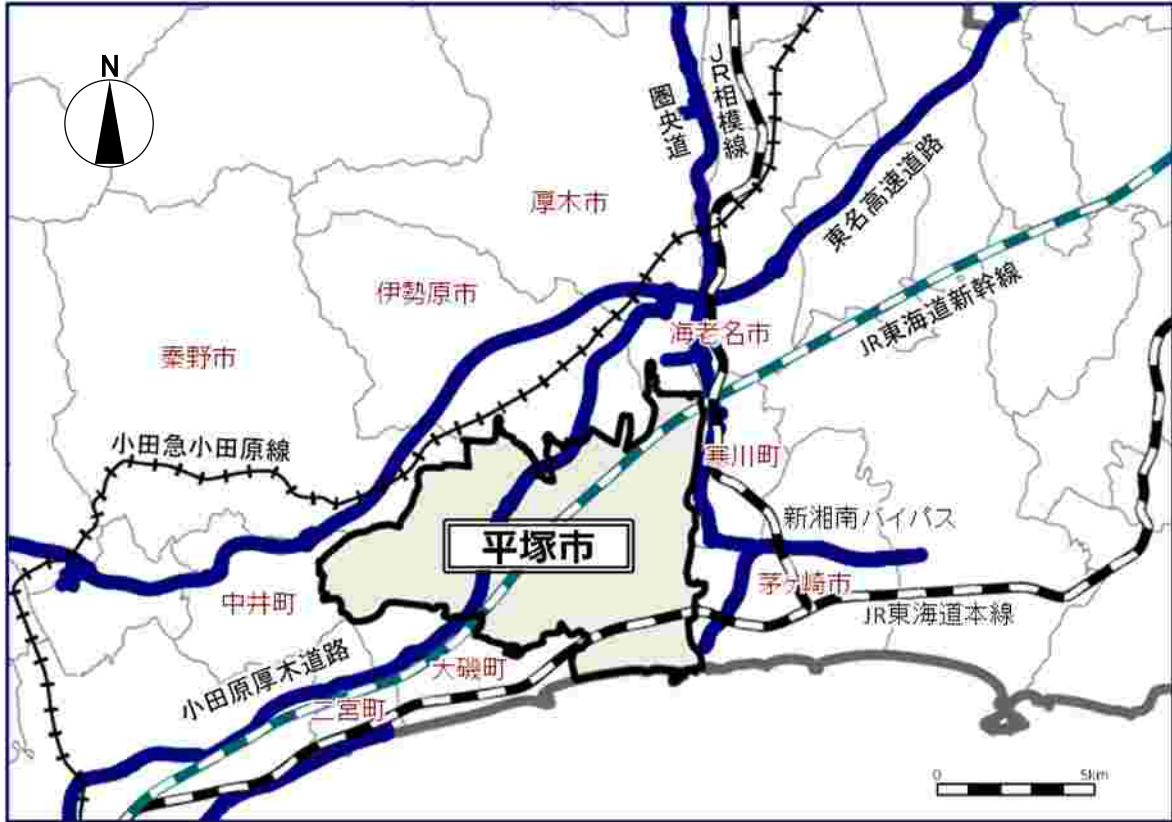 N
圏央道
JR相模線
東名高速道路
厚木市
伊勢原市
海老名市
JR東海道新幹線
秦野市
小田急小田原線
寒川町
新湘南バイパス
平塚市
茅ヶ崎市
中井町
JR東海道本線
大磯町
小田原厚木道路
二宮町
0 5km